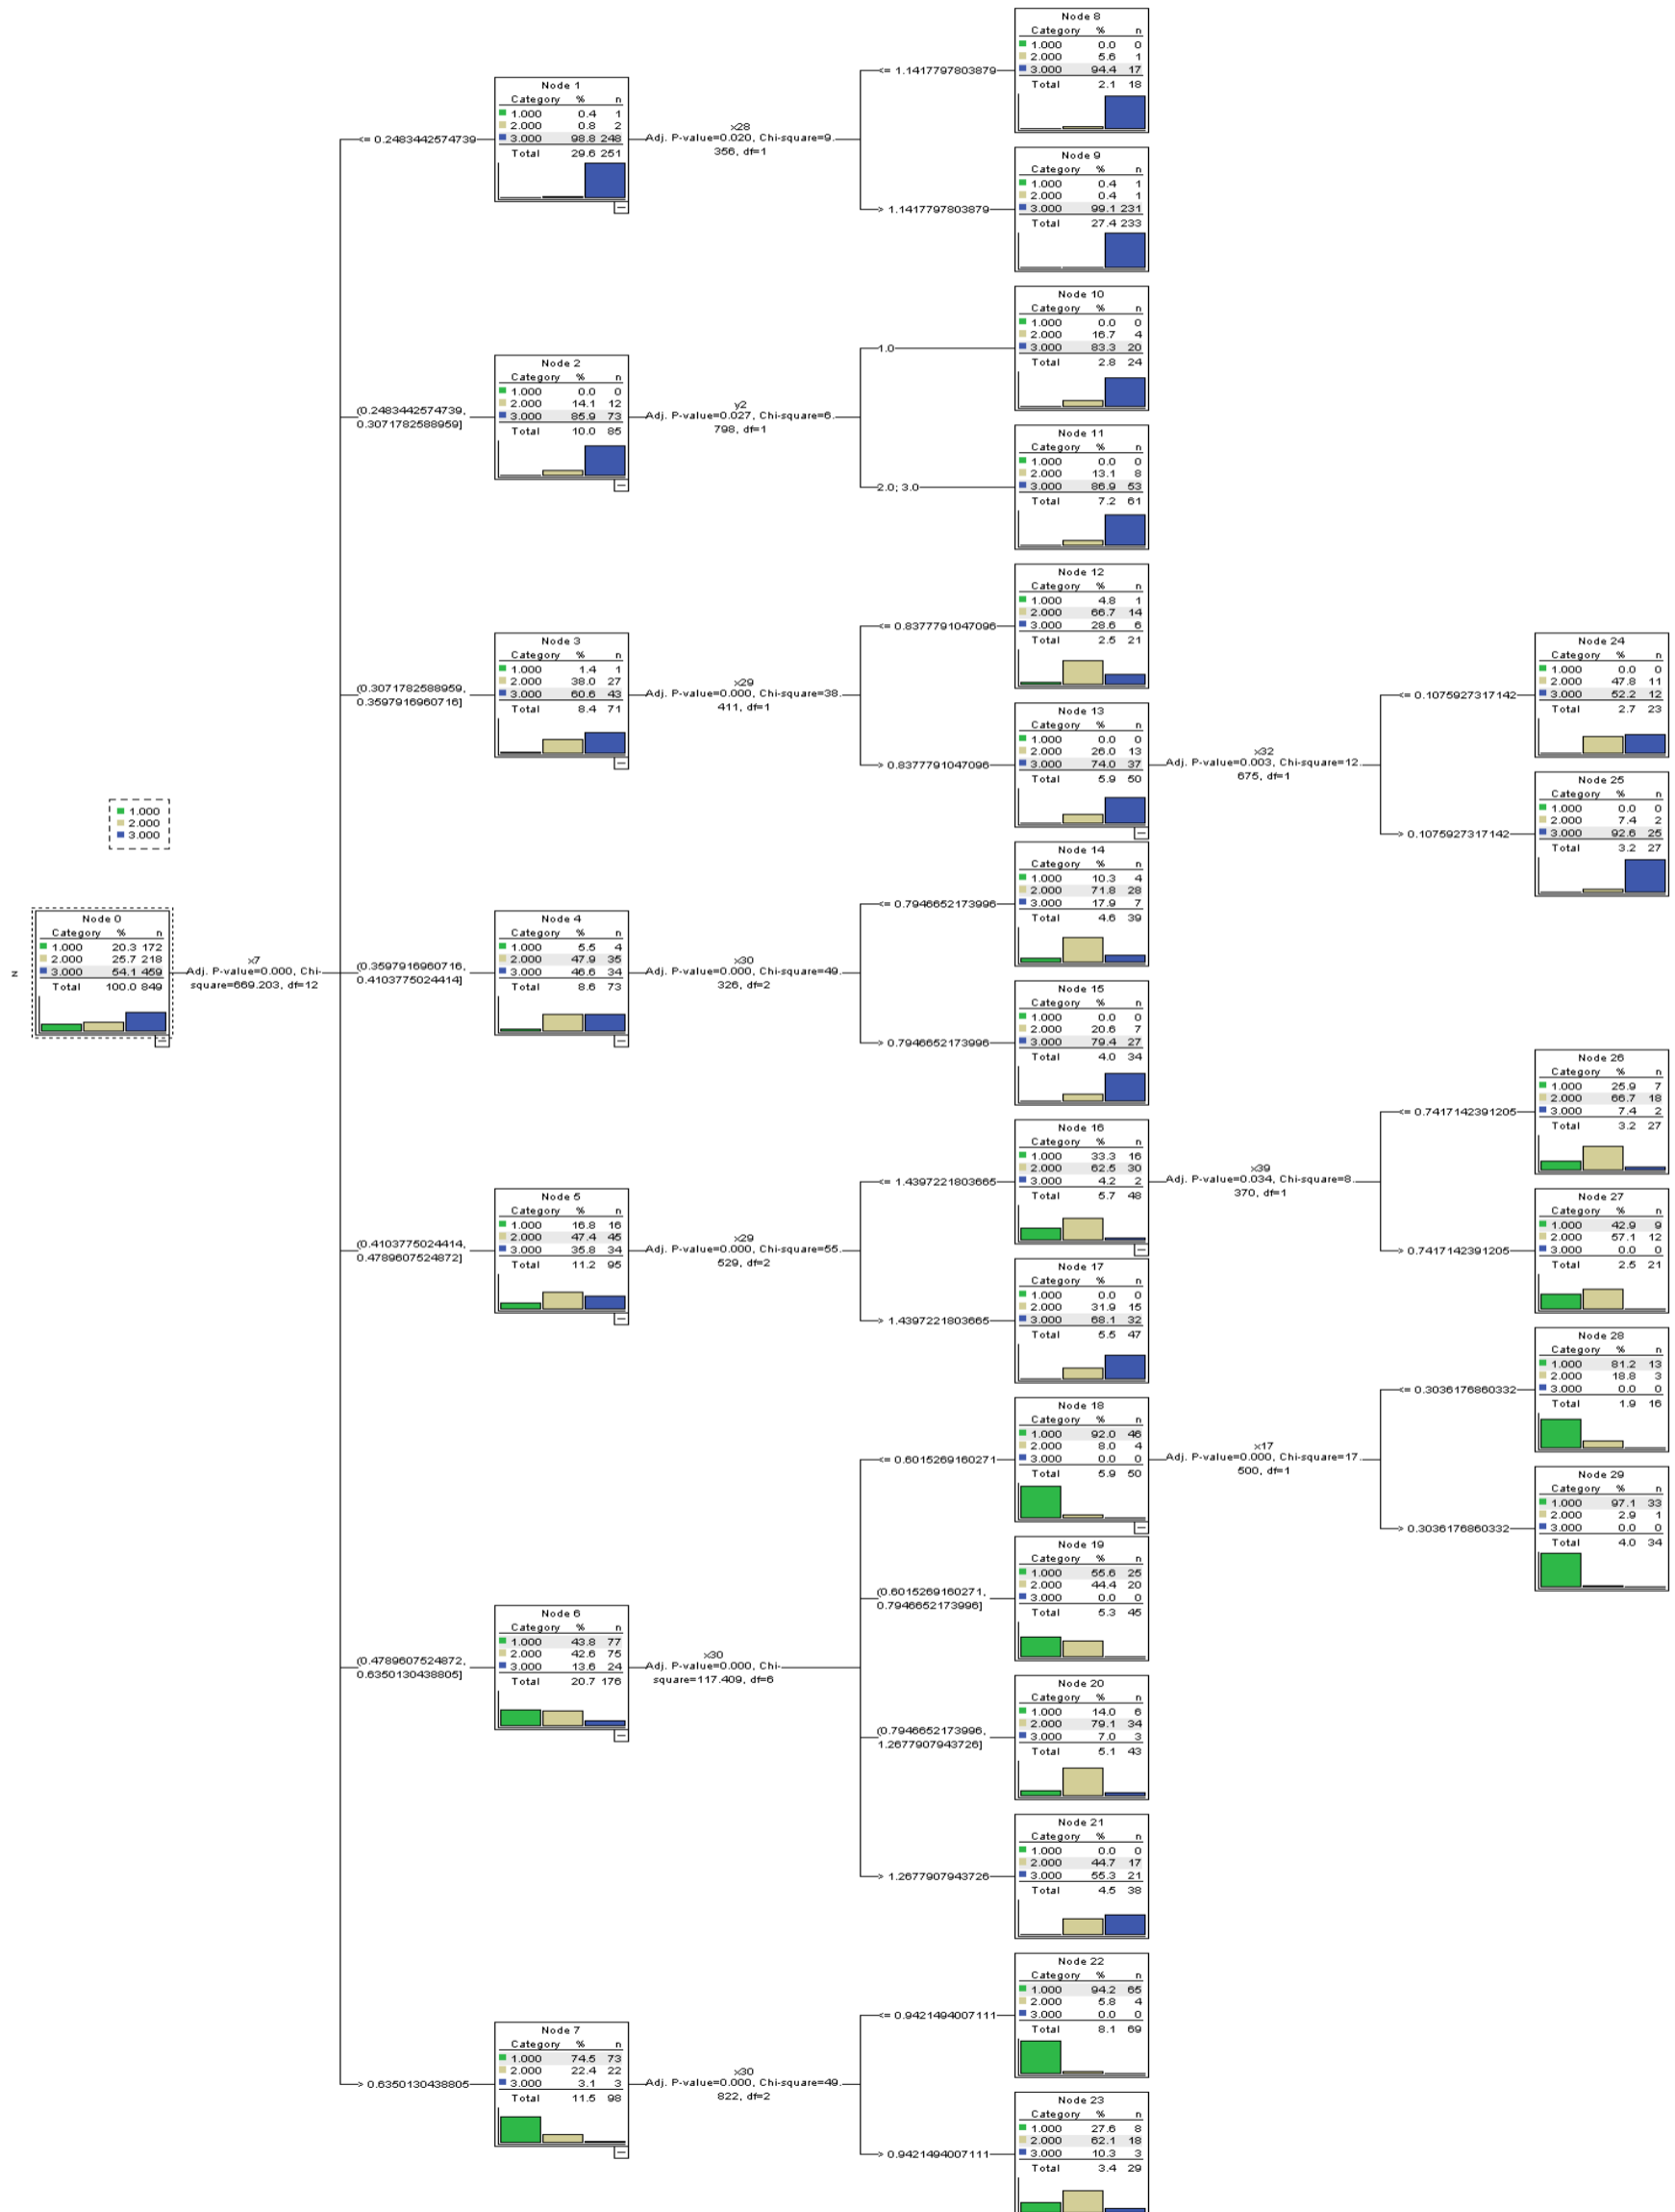 1.000
2.000
3.000
z
Node 0
Category % n
1.000 20.3 172
2.000 25.7 218
3.000 54.1 459
Total 100.0 849
x7
Adj. P-value=0.000, Chi-
square=669.203, df=12
<= 0.2483442574739
Node 1
Category % n
1.000 0.4 1
2.000 0.8 2
3.000 98.8 248
Total 29.6 251
x28
Adj. P-value=0.020, Chi-square=9.
356, df=1
<= 1.1417797803879
Node 8
Category % n
1.000 0.0 0
2.000 5.6 1
3.000 94.4 17
Total 2.1 18
> 1.1417797803879
Node 9
Category % n
1.000 0.4 1
2.000 0.4 1
3.000 99.1 231
Total 27.4 233
(0.2483442574739,
0.3071782588959]
Node 2
Category % n
1.000 0.0 0
2.000 14.1 12
3.000 85.9 73
Total 10.0 85
y2
Adj. P-value=0.027, Chi-square=6.
798, df=1
1.0
Node 10
Category % n
1.000 0.0 0
2.000 16.7 4
3.000 83.3 20
Total 2.8 24
2.0; 3.0
Node 11
Category % n
1.000 0.0 0
2.000 13.1 8
3.000 86.9 53
Total 7.2 61
(0.3071782588959,
0.3597916960716]
Node 3
Category % n
1.000 1.4 1
2.000 38.0 27
3.000 60.6 43
Total 8.4 71
x29
Adj. P-value=0.000, Chi-square=38.
411, df=1
<= 0.8377791047096
Node 12
Category % n
1.000 4.8 1
2.000 66.7 14
3.000 28.6 6
Total 2.5 21
> 0.8377791047096
Node 13
Category % n
1.000 0.0 0
2.000 26.0 13
3.000 74.0 37
Total 5.9 50
x32
Adj. P-value=0.003, Chi-square=12.
675, df=1
<= 0.1075927317142
Node 24
Category % n
1.000 0.0 0
2.000 47.8 11
3.000 52.2 12
Total 2.7 23
> 0.1075927317142
Node 25
Category % n
1.000 0.0 0
2.000 7.4 2
3.000 92.6 25
Total 3.2 27
(0.3597916960716,
0.4103775024414]
Node 4
Category % n
1.000 5.5 4
2.000 47.9 35
3.000 46.6 34
Total 8.6 73
x30
Adj. P-value=0.000, Chi-square=49.
326, df=2
<= 0.7946652173996
Node 14
Category % n
1.000 10.3 4
2.000 71.8 28
3.000 17.9 7
Total 4.6 39
> 0.7946652173996
Node 15
Category % n
1.000 0.0 0
2.000 20.6 7
3.000 79.4 27
Total 4.0 34
(0.4103775024414,
0.4789607524872]
Node 5
Category % n
1.000 16.8 16
2.000 47.4 45
3.000 35.8 34
Total 11.2 95
x29
Adj. P-value=0.000, Chi-square=55.
529, df=2
<= 1.4397221803665
Node 16
Category % n
1.000 33.3 16
2.000 62.5 30
3.000 4.2 2
Total 5.7 48
x39
Adj. P-value=0.034, Chi-square=8.
370, df=1
<= 0.7417142391205
Node 26
Category % n
1.000 25.9 7
2.000 66.7 18
3.000 7.4 2
Total 3.2 27
> 0.7417142391205
Node 27
Category % n
1.000 42.9 9
2.000 57.1 12
3.000 0.0 0
Total 2.5 21
> 1.4397221803665
Node 17
Category % n
1.000 0.0 0
2.000 31.9 15
3.000 68.1 32
Total 5.5 47
(0.4789607524872,
0.6350130438805]
Node 6
Category % n
1.000 43.8 77
2.000 42.6 75
3.000 13.6 24
Total 20.7 176
x30
Adj. P-value=0.000, Chi-
square=117.409, df=6
<= 0.6015269160271
Node 18
Category % n
1.000 92.0 46
2.000 8.0 4
3.000 0.0 0
Total 5.9 50
x17
Adj. P-value=0.000, Chi-square=17.
500, df=1
<= 0.3036176860332
Node 28
Category % n
1.000 81.2 13
2.000 18.8 3
3.000 0.0 0
Total 1.9 16
> 0.3036176860332
Node 29
Category % n
1.000 97.1 33
2.000 2.9 1
3.000 0.0 0
Total 4.0 34
(0.6015269160271,
0.7946652173996]
Node 19
Category % n
1.000 55.6 25
2.000 44.4 20
3.000 0.0 0
Total 5.3 45
(0.7946652173996,
1.2677907943726]
Node 20
Category % n
1.000 14.0 6
2.000 79.1 34
3.000 7.0 3
Total 5.1 43
> 1.2677907943726
Node 21
Category % n
1.000 0.0 0
2.000 44.7 17
3.000 55.3 21
Total 4.5 38
> 0.6350130438805
Node 7
Category % n
1.000 74.5 73
2.000 22.4 22
3.000 3.1 3
Total 11.5 98
x30
Adj. P-value=0.000, Chi-square=49.
822, df=2
<= 0.9421494007111
Node 22
Category % n
1.000 94.2 65
2.000 5.8 4
3.000 0.0 0
Total 8.1 69
> 0.9421494007111
Node 23
Category % n
1.000 27.6 8
2.000 62.1 18
3.000 10.3 3
Total 3.4 29